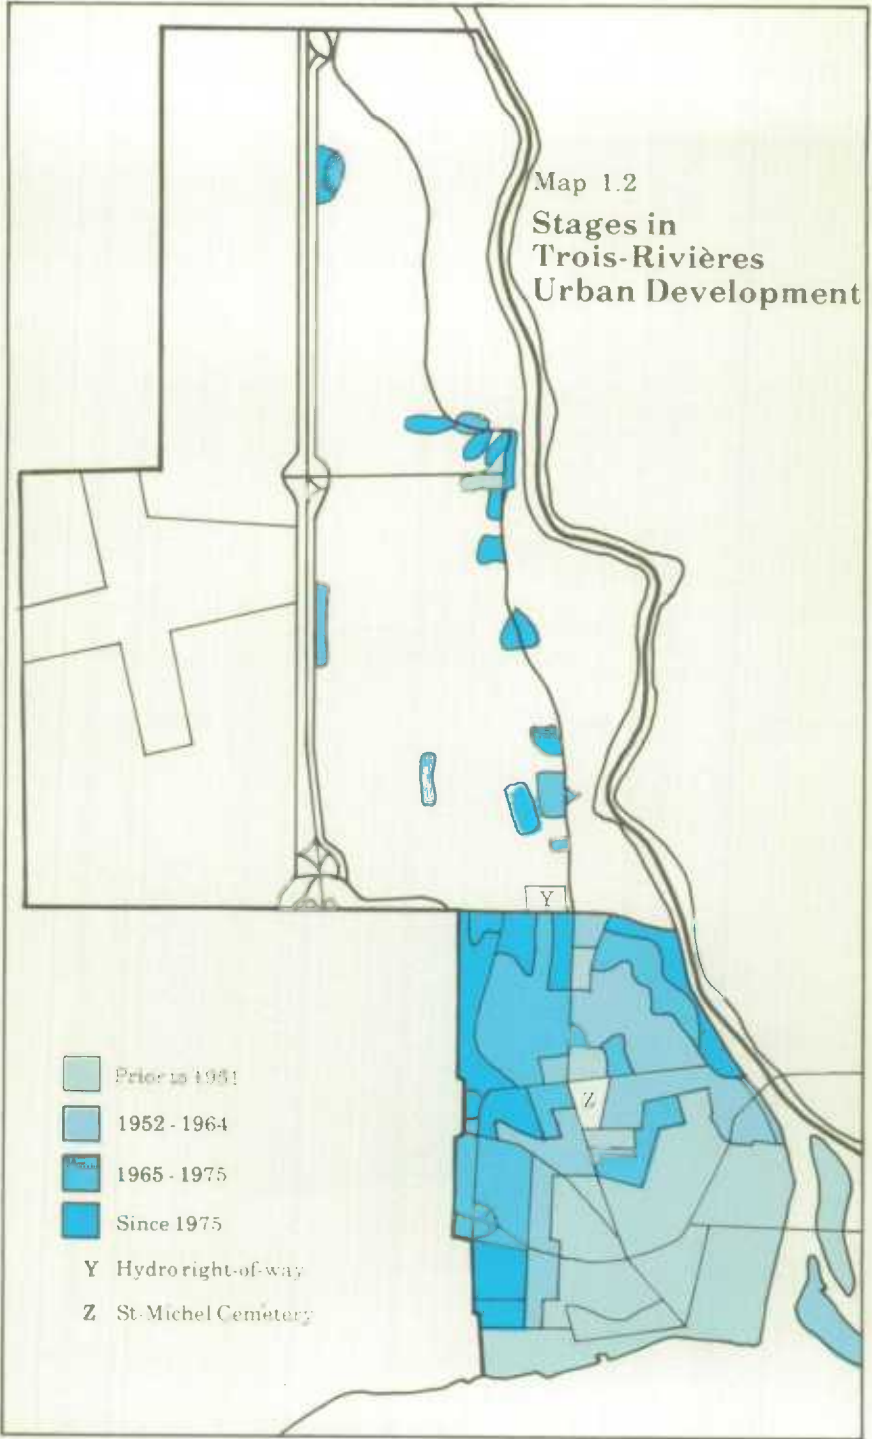 Map 1.2
Stages in
Trois-Rivières
Urban Development
Y
Z
Prior to 1951
1952 - 1964
1965 - 1975
Since 1975
Y Hydro right-of-way
Z St-Michel Cemetery